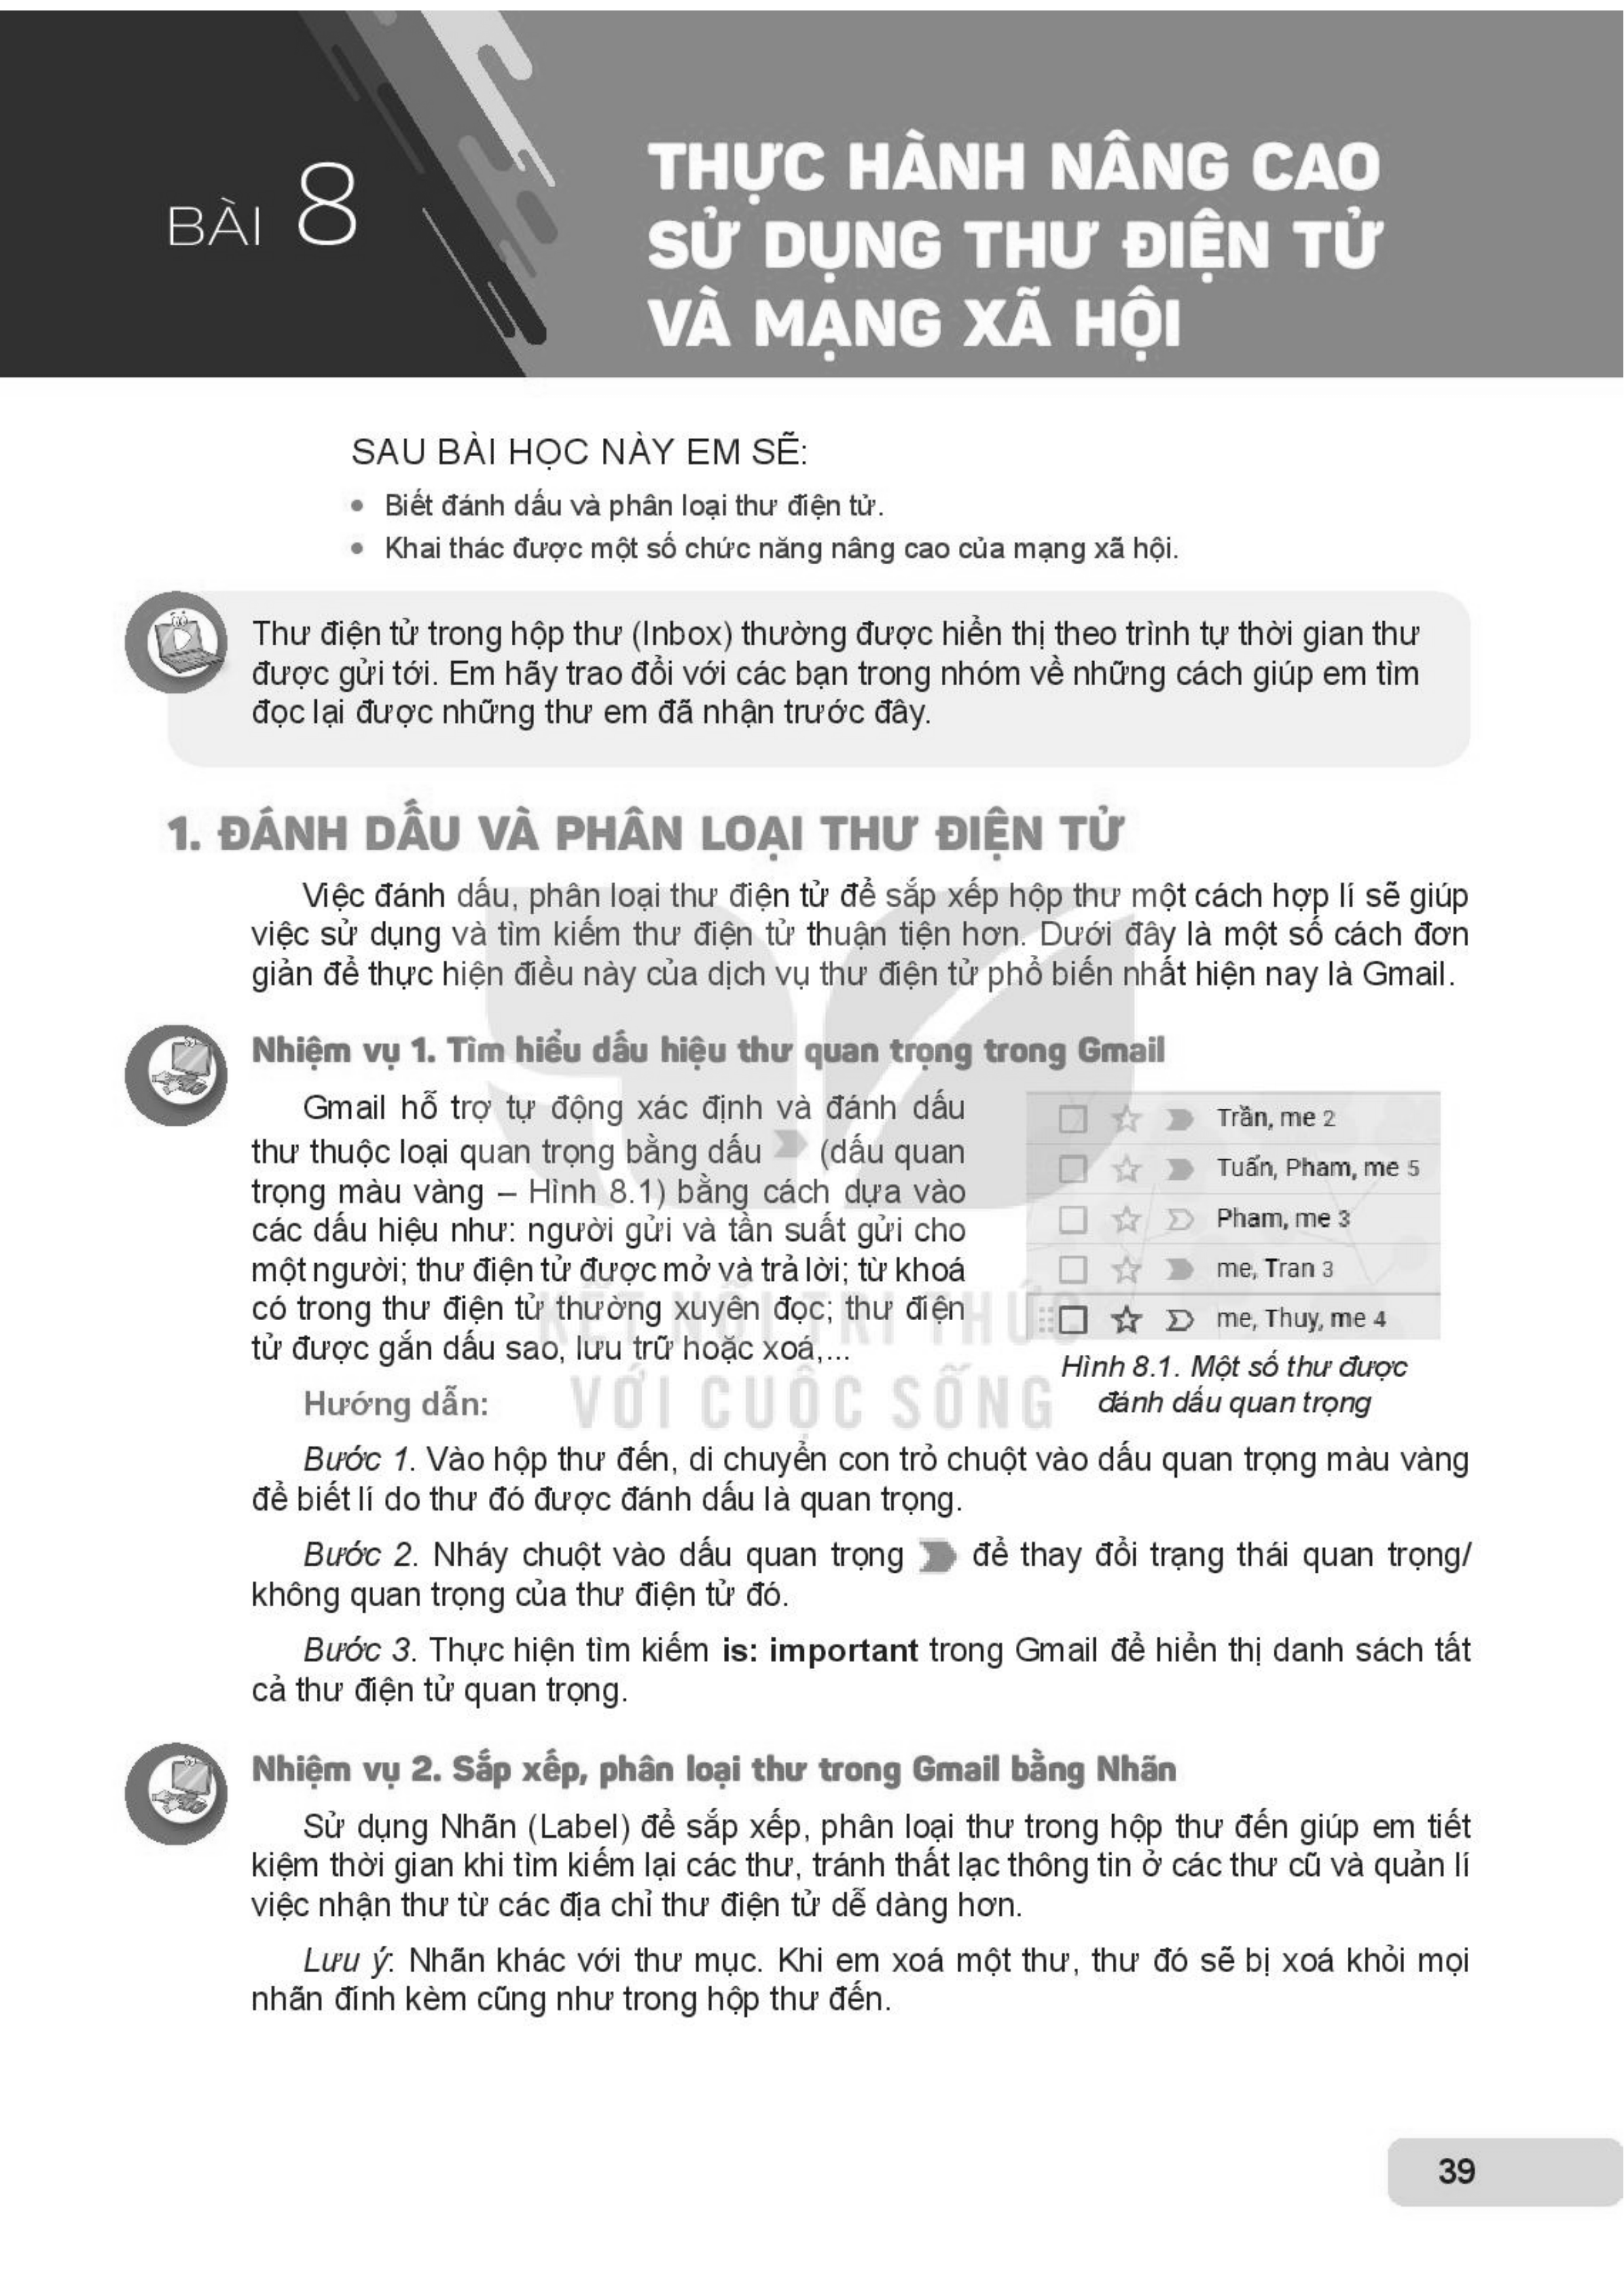 BÀI 8
THỰC HÀNH NÂNG CAO
SỬ DỤNG THƯ ĐIỆN TỬ
VÀ MẠNG XÃ HỘI
SAU BÀI HỌC NÀY EM SẼ:
• Biết đánh dấu và phân loại thư điện tử.
• Khai thác được một số chức năng nâng cao của mạng xã hội.
Thư điện tử trong hộp thư (Inbox) thường được hiển thị theo trình tự thời gian thư
được gửi tới. Em hãy trao đổi với các bạn trong nhóm về những cách giúp em tìm
đọc lại được những thư em đã nhận trước đây.
1. ĐÁNH DẤU VÀ PHÂN LOẠI THƯ ĐIỆN TỬ
Việc đánh dấu, phân loại thư điện tử để sắp xếp hộp thư một cách hợp lí sẽ giúp
việc sử dụng và tìm kiếm thư điện tử thuận tiện hơn. Dưới đây là một số cách đơn
giản để thực hiện điều này của dịch vụ thư điện tử phổ biến nhất hiện nay là Gmail.
Nhiệm vụ 1. Tìm hiểu dấu hiệu thư quan trọng trong Gmail
Gmail hỗ trợ tự động xác định và đánh dấu
thư thuộc loại quan trọng bằng dấu (dấu quan
trọng màu vàng – Hình 8.1) bằng cách dựa vào
các dấu hiệu như: người gửi và tần suất gửi cho
một người; thư điện tử được mở và trả lời; từ khoá
có trong thư điện tử thường xuyên đọc; thư điện
tử được gắn dấu sao, lưu trữ hoặc xoá,...
Trần, me 2
Tuấn, Pham, me 5
Pham, me 3
me, Tran 3
me, Thuy, me 4
Hình 8.1. Một số thư được
đánh dấu quan trọng
KẾT NỐI TRI THỨC
VỚI CUỘC SỐNG
Hướng dẫn:
Bước 1. Vào hộp thư đến, di chuyển con trỏ chuột vào dấu quan trọng màu vàng
để biết lí do thư đó được đánh dấu là quan trọng.
Bước 2. Nháy chuột vào dấu quan trọng để thay đổi trạng thái quan trọng/
không quan trọng của thư điện tử đó.
Bước 3. Thực hiện tìm kiếm is: important trong Gmail để hiển thị danh sách tất
cả thư điện tử quan trọng.
Nhiệm vụ 2. Sắp xếp, phân loại thư trong Gmail bằng Nhãn
Sử dụng Nhãn (Label) để sắp xếp, phân loại thư trong hộp thư đến giúp em tiết
kiệm thời gian khi tìm kiếm lại các thư, tránh thất lạc thông tin ở các thư cũ và quản lí
việc nhận thư từ các địa chỉ thư điện tử dễ dàng hơn.
Lưu ý: Nhãn khác với thư mục. Khi em xoá một thư, thư đó sẽ bị xoá khỏi mọi
nhãn đính kèm cũng như trong hộp thư đến.
39